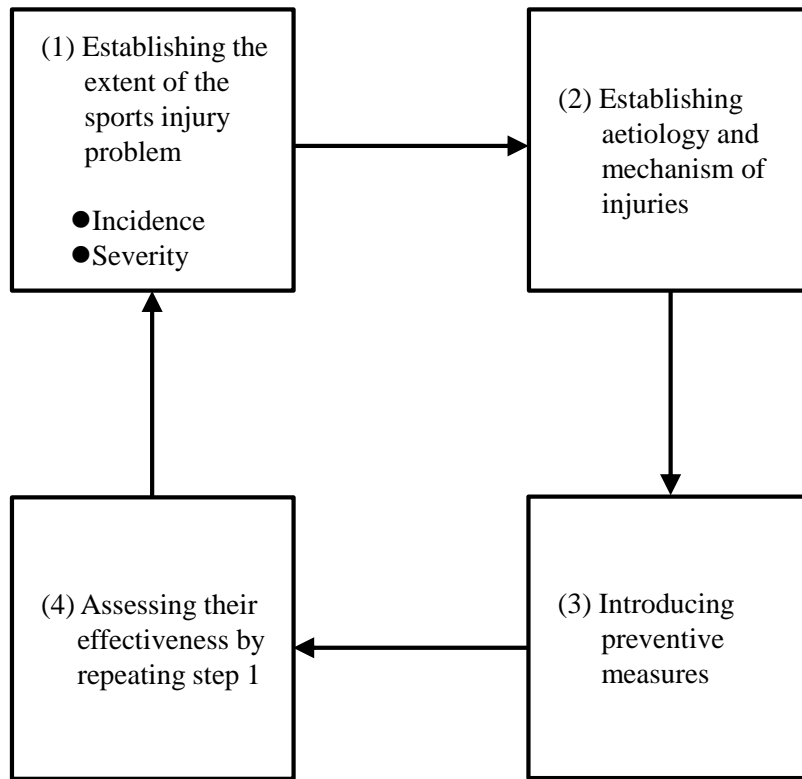 (1) Establishing the
extent of the
sports injury
problem
●Incidence
●Severity
(2) Establishing
aetiology and
mechanism of
injuries
(3) Introducing
preventive
measures
(4) Assessing their
effectiveness by
repeating step 1